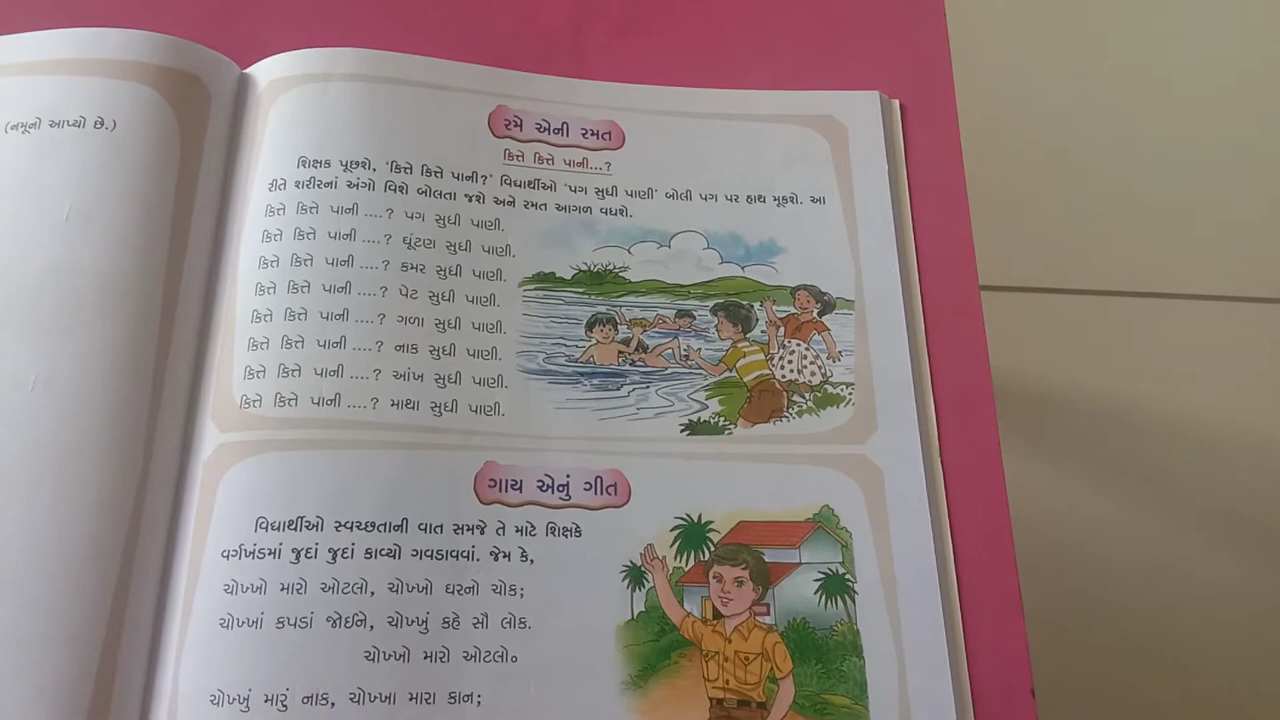 (નમૂનો આપ્યો છે.)
રમે એની રમત
કિત્તે કિત્તે પાની...?
શિક્ષક પૂછશે, 'કિત્તે કિત્તે પાની?' વિદ્યાર્થીઓ 'પગ સુધી પાણી' બોલી પગ પર હાથ મૂકશે. આ
રીતે શરીરનાં અંગો વિશે બોલતા જશે અને રમત આગળ વધશે.
કિત્તે કિત્તે પાની ....? પગ સુધી પાણી.
કિત્તે કિત્તે પાની ....? ઘૂંટણ સુધી પાણી.
કિત્તે કિત્તે પાની ....? કમર સુધી પાણી.
કિત્તે કિત્તે પાની ....? પેટ સુધી પાણી.
કિત્તે કિત્તે પાની ....? ગળા સુધી પાણી.
કિત્તે કિત્તે પાની ....? નાક સુધી પાણી.
કિત્તે કિત્તે પાની ....? આંખ સુધી પાણી.
કિત્તે કિત્તે પાની ....? માથા સુધી પાણી.
ગાય એનું ગીત
વિદ્યાર્થીઓ સ્વચ્છતાની વાત સમજે તે માટે શિક્ષકે
વર્ગખંડમાં જુદાં જુદાં કાવ્યો ગવડાવવાં. જેમ કે,
ચોખ્ખો મારો ઓટલો, ચોખ્ખો ઘરનો ચોક;
ચોખ્ખાં કપડાં જોઈને, ચોખ્ખું કહે સૌ લોક.
ચોખ્ખો મારો ઓટલો૦
ચોખ્ખું મારું નાક, ચોખ્ખા મારા કાન;